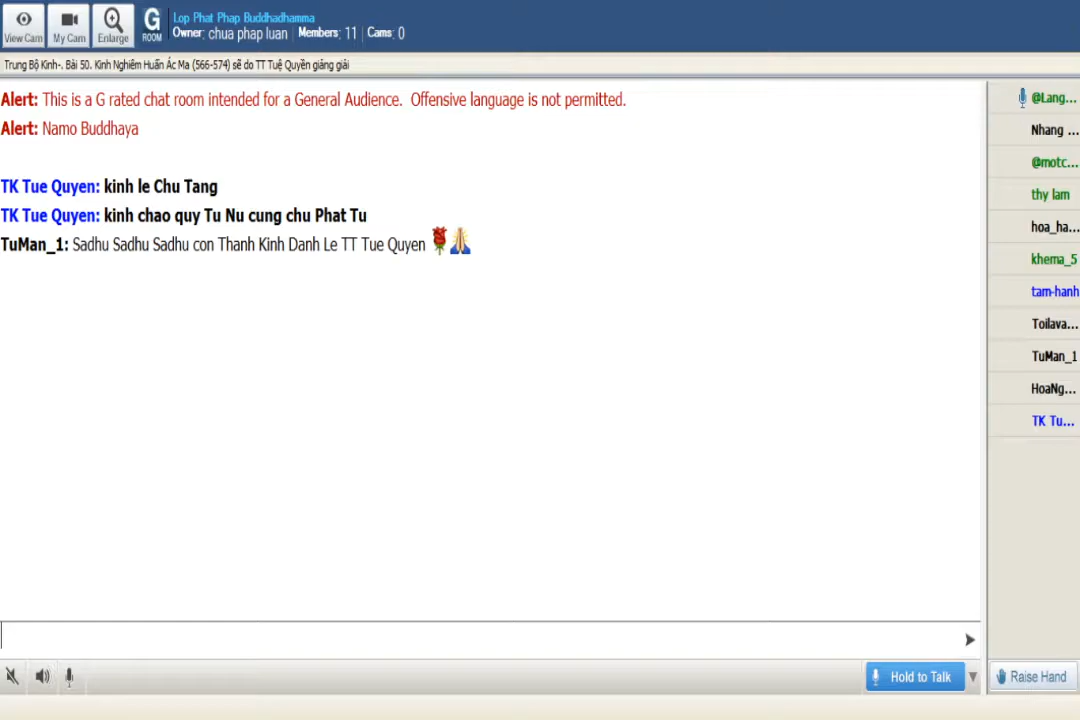 View Cam
My Cam
Enlarge
G
ROOM
Lop Phat Phap Buddhadhamma
Owner: chua phap luan | Members: 11 | Cams: 0
Trung Bộ Kinh-. Bài 50. Kinh Nghiêm Huấn Ác Ma (566-574) sẽ do TT Tuệ Quyền giảng giải
Alert: This is a G rated chat room intended for a General Audience. Offensive language is not permitted.
Alert: Namo Buddhaya
TK Tue Quyen: kinh le Chu Tang
TK Tue Quyen: kinh chao quy Tu Nu cung chu Phat Tu
TuMan_1: Sadhu Sadhu Sadhu con Thanh Kinh Danh Le TT Tue Quyen
@Lang...
Nhang ...
@motc...
thy lam
hoa_ha...
khema_5
tam-hanh
Toilava...
TuMan_1
HoaNg...
TK Tu...
Hold to Talk
Raise Hand